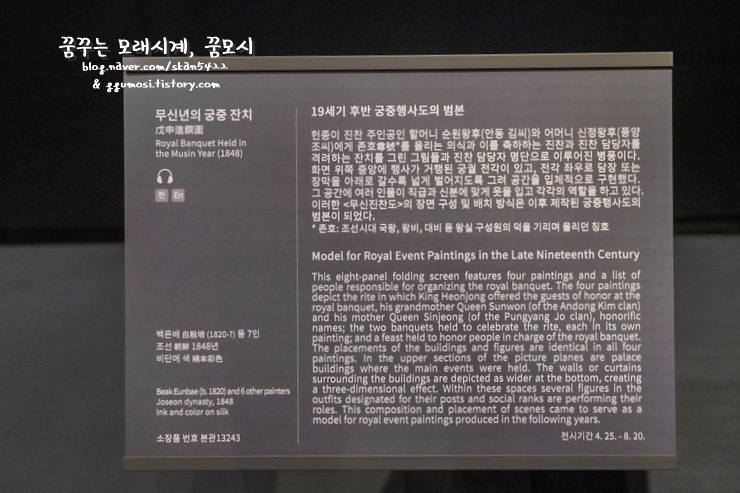 꿈꾸는 모래시계, 꿈모시
blog.naver.com/skan5422
& ggumosi.tistory.com
무신년의 궁중 잔치
戊申進饌圖
Royal Banquet Held in
the Musin Year (1848)
한 En
백은배 白殷培 (1820-?) 등 7인
조선 朝鮮 1848년
비단에 색 絹本彩色
Beak Eunbae (b. 1820) and 6 other painters
Joseon dynasty, 1848
Ink and color on silk
소장품 번호 본관13243
19세기 후반 궁중행사도의 범본
헌종이 진찬 주인공인 할머니 순원왕후(안동 김씨)와 어머니 신정왕후(풍양
조씨)에게 존호尊號*를 올리는 의식과 이를 축하하는 진찬과 진찬 담당자를
격려하는 잔치를 그린 그림들과 진찬 담당자 명단으로 이루어진 병풍이다.
화면 위쪽 중앙에 행사가 거행된 궁궐 전각이 있고, 전각 좌우로 담장 또는
장막을 아래로 갈수록 넓게 벌어지도록 그려 공간을 입체적으로 구현했다.
그 공간에 여러 인물이 직급과 신분에 맞게 옷을 입고 각각의 역할을 하고 있다.
이러한 <무신진찬도>의 장면 구성 및 배치 방식은 이후 제작된 궁중행사도의
범본이 되었다.
* 존호: 조선시대 국왕, 왕비, 대비 등 왕실 구성원의 덕을 기리며 올리던 칭호
Model for Royal Event Paintings in the Late Nineteenth Century
This eight-panel folding screen features four paintings and a list of
people responsible for organizing the royal banquet. The four paintings
depict the rite in which King Heonjong offered the guests of honor at the
royal banquet, his grandmother Queen Sunwon (of the Andong Kim clan)
and his mother Queen Sinjeong (of the Pungyang Jo clan), honorific
names; the two banquets held to celebrate the rite, each in its own
painting; and a feast held to honor people in charge of the royal banquet.
The placements of the buildings and figures are identical in all four
paintings. In the upper sections of the picture planes are palace
buildings where the main events were held. The walls or curtains
surrounding the buildings are depicted as wider at the bottom, creating
a three-dimensional effect. Within these spaces several figures in the
outfits designated for their posts and social ranks are performing their
roles. This composition and placement of scenes came to serve as a
model for royal event paintings produced in the following years.
전시기간 4. 25. - 8. 20.